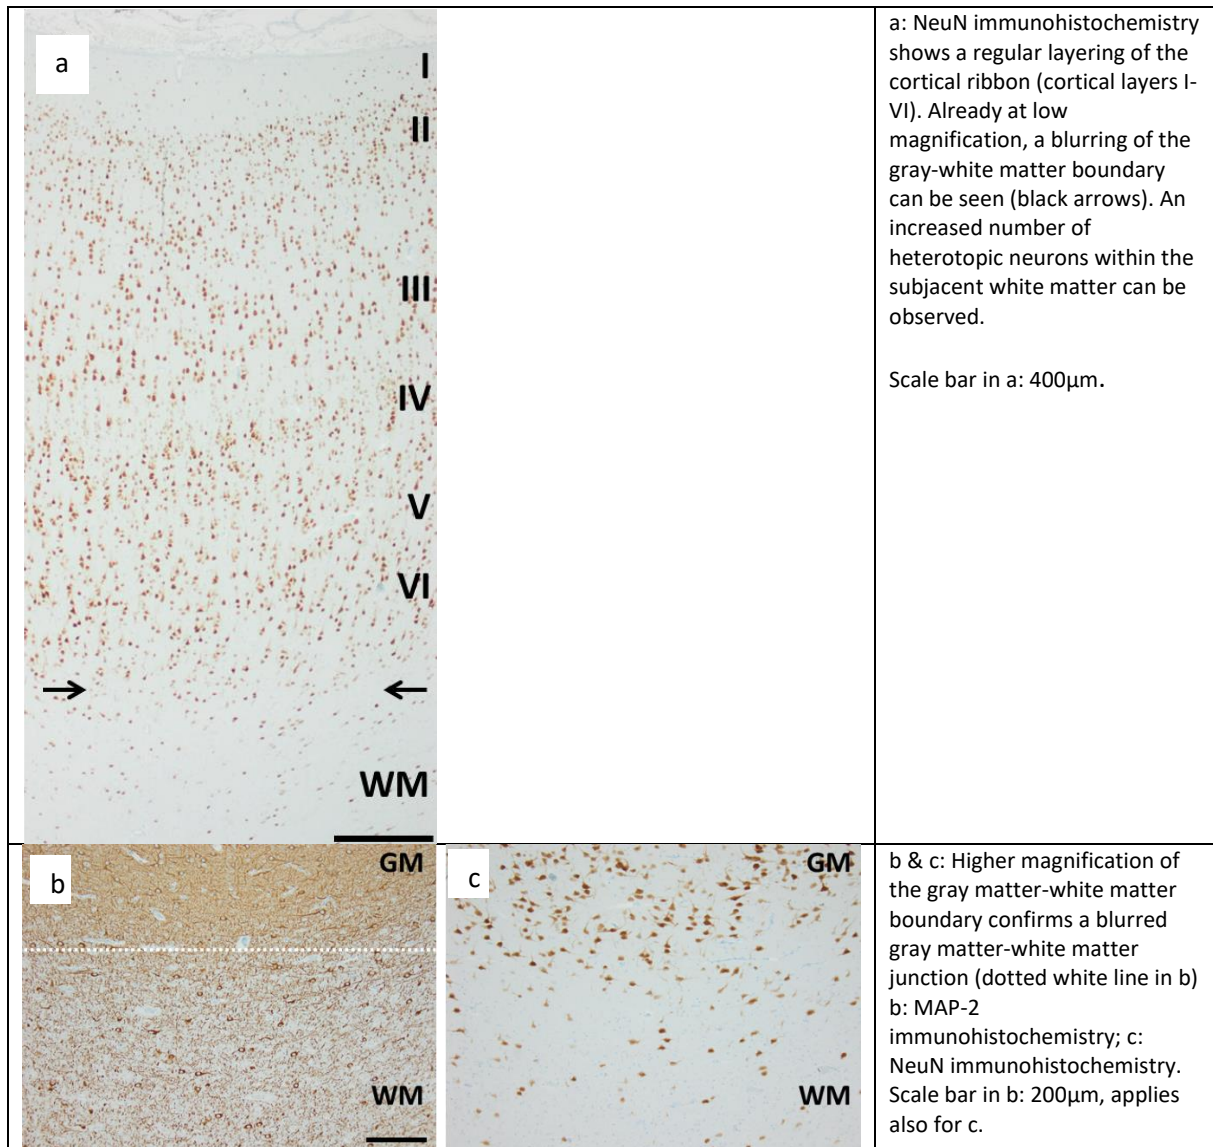 a
I
II
III
IV
V
VI
WM
a: NeuN immunohistochemistry
shows a regular layering of the
cortical ribbon (cortical layers I-
VI). Already at low
magnification, a blurring of the
gray-white matter boundary
can be seen (black arrows). An
increased number of
heterotopic neurons within the
subjacent white matter can be
observed.
Scale bar in a: 400µm.
b
GM
WM
c
GM
WM
b & c: Higher magnification of
the gray matter-white matter
boundary confirms a blurred
gray matter-white matter
junction (dotted white line in b)
b: MAP-2
immunohistochemistry; c:
NeuN immunohistochemistry.
Scale bar in b: 200µm, applies
also for c.